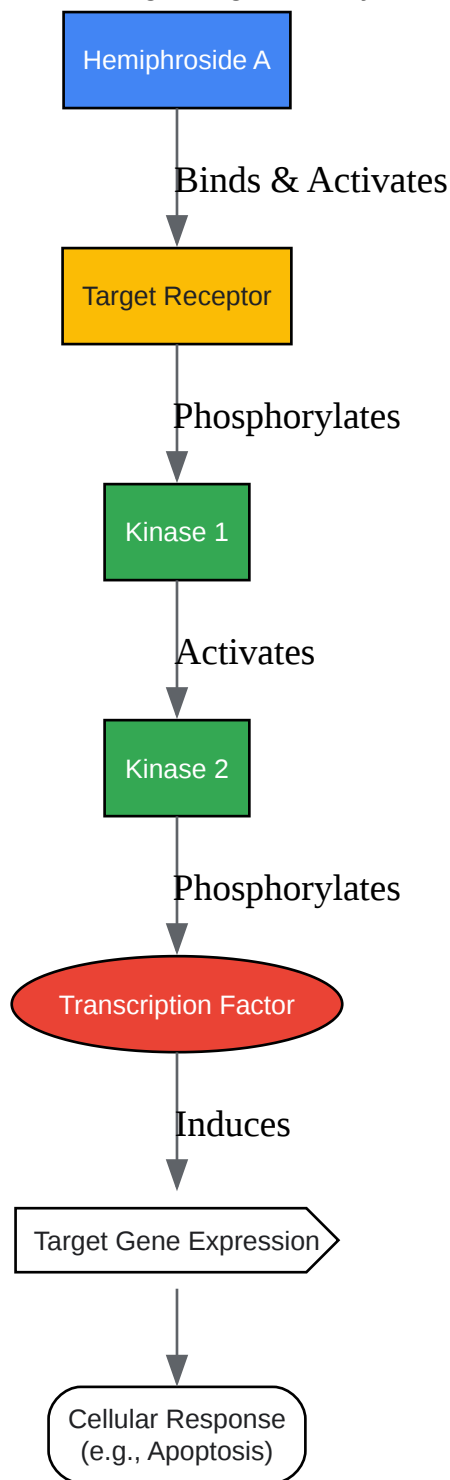 Hemiphroside A
Binds & Activates
Target Receptor
Phosphorylates
Kinase 1
Activates
Kinase 2
Phosphorylates
Transcription Factor
Induces
Target Gene Expression
Cellular Response
(e.g., Apoptosis)